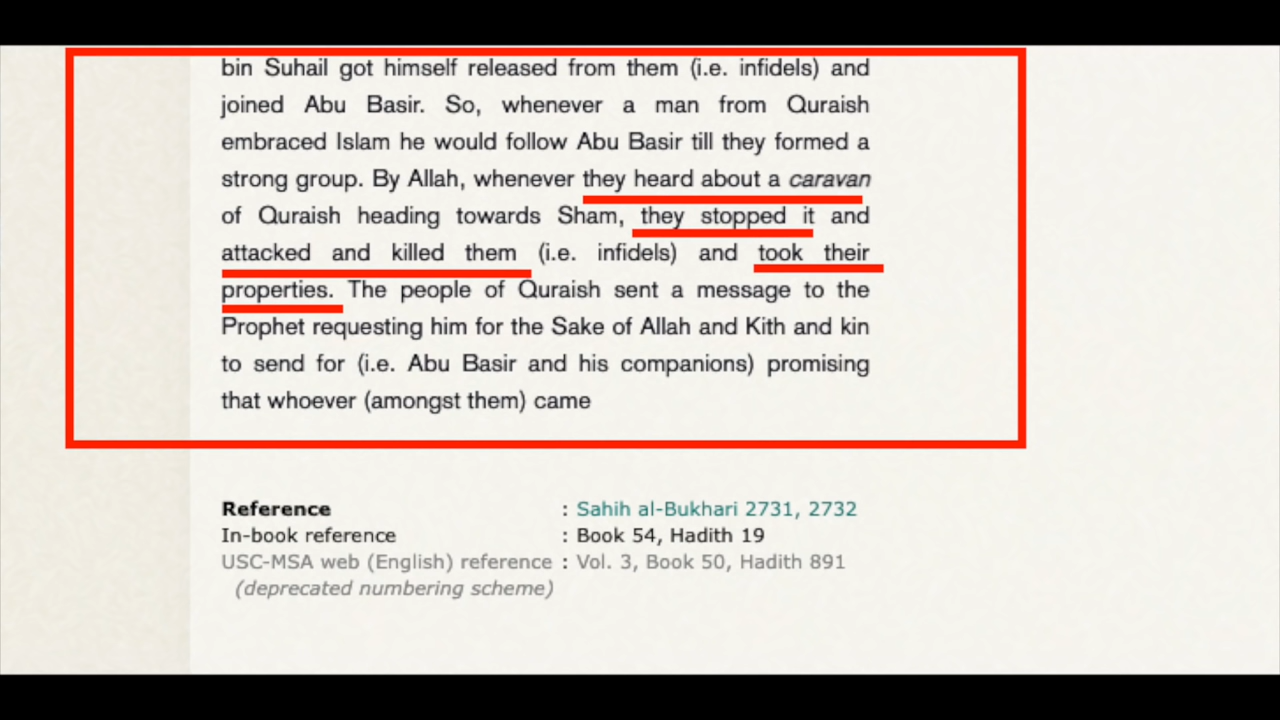 bin Suhail got himself released from them (i.e. infidels) and
joined Abu Basir. So, whenever a man from Quraish
embraced Islam he would follow Abu Basir till they formed a
strong group. By Allah, whenever they heard about a caravan
of Quraish heading towards Sham, they stopped it and
attacked and killed them (i.e. infidels) and took their
properties. The people of Quraish sent a message to the
Prophet requesting him for the Sake of Allah and Kith and kin
to send for (i.e. Abu Basir and his companions) promising
that whoever (amongst them) came
Reference : Sahih al-Bukhari 2731, 2732
In-book reference : Book 54, Hadith 19
USC-MSA web (English) reference : Vol. 3, Book 50, Hadith 891
(deprecated numbering scheme)